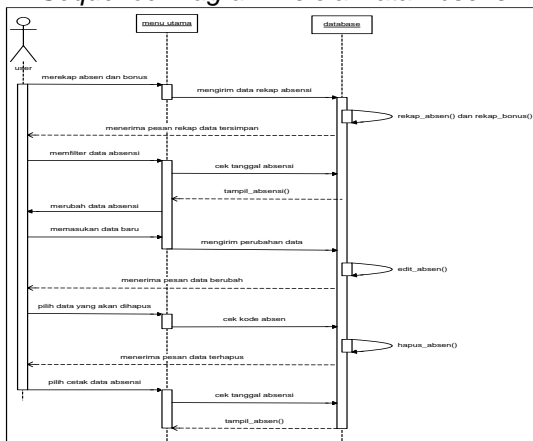 menu utama
database
user
merekap absen dan bonus
mengirim data rekap absensi
rekap_absen() dan rekap_bonus()
menerima pesan rekap data tersimpan
memfilter data absensi
cek tanggal absensi
tampil_absensi()
merubah data absensi
memasukan data baru
mengirim perubahan data
edit_absen()
menerima pesan data berubah
pilih data yang akan dihapus
cek kode absen
hapus_absen()
menerima pesan data terhapus
pilih cetak data absensi
cek tanggal absensi
tampil_absen()